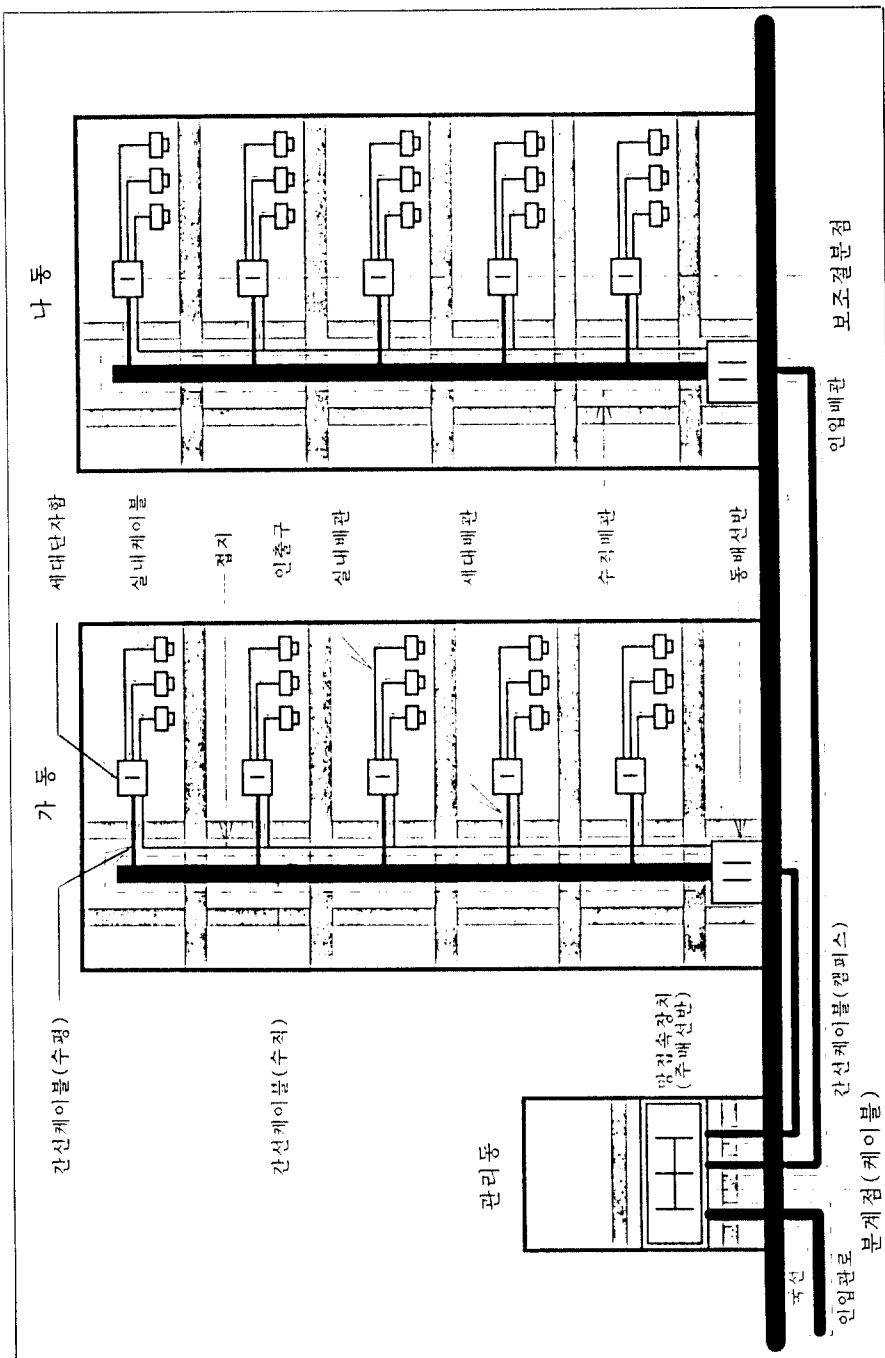 나 동
보조절분점
인입배관
세대단자함
실내케이블
접지
인출구
실내배관
세대배관
수직배관
동배선반
가 동
간선케이블(수평)
간선케이블(수직)
망접속장치
(주배선반)
간선케이블(캠퍼스)
관리동
분계점(케이블)
국선
인입관로